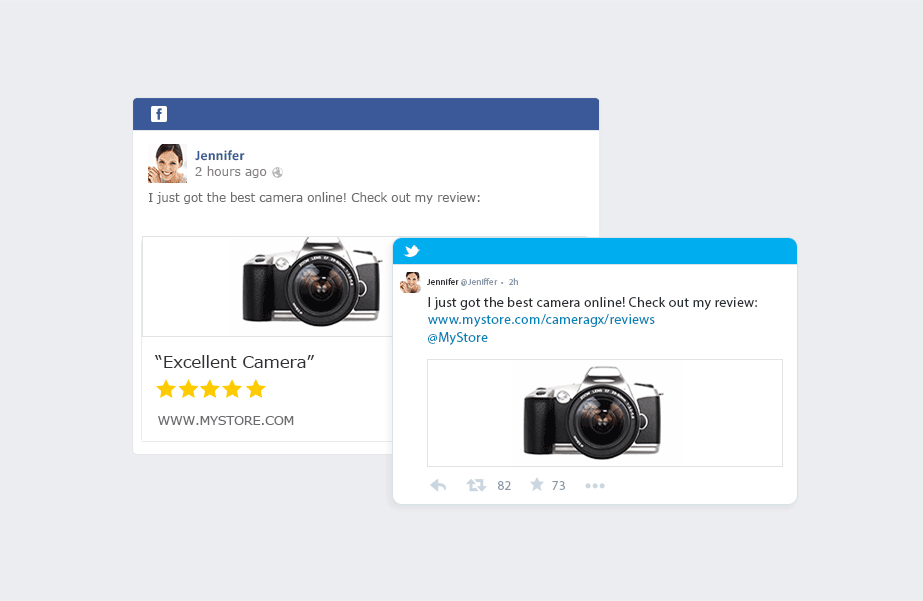 f
Jennifer
2 hours ago
I just got the best camera online! Check out my review:
“Excellent Camera”
WWW.MYSTORE.COM
Jennifer @Jeniffer • 2h
I just got the best camera online! Check out my review:
www.mystore.com/cameragx/reviews
@MyStore
82 73